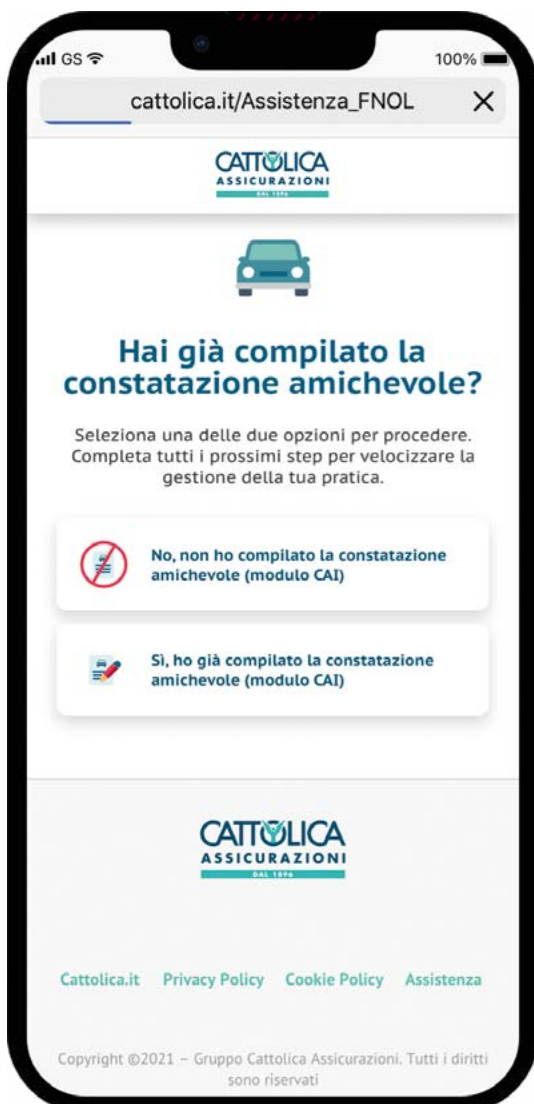 GS
100%
cattolica.it/Assistenza_FNOL
CATTOLICA
ASSICURAZIONI
DAL 1896
Hai già compilato la
constatazione amichevole?
Seleziona una delle due opzioni per procedere.
Completa tutti i prossimi step per velocizzare la
gestione della tua pratica.
No, non ho compilato la constatazione
amichevole (modulo CAI)
Sì, ho già compilato la constatazione
amichevole (modulo CAI)
CATTOLICA
ASSICURAZIONI
DAL 1896
Cattolica.it Privacy Policy Cookie Policy Assistenza
Copyright ©2021 – Gruppo Cattolica Assicurazioni. Tutti i diritti
sono riservati